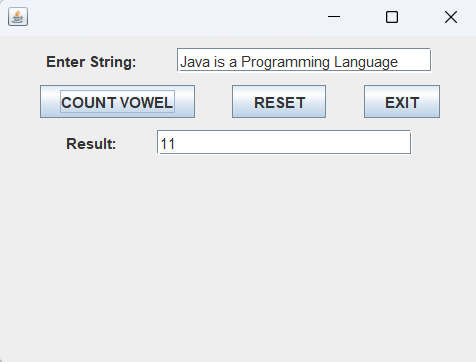 Enter String: Java is a Programming Language
COUNT VOWEL RESET EXIT
Result: 11